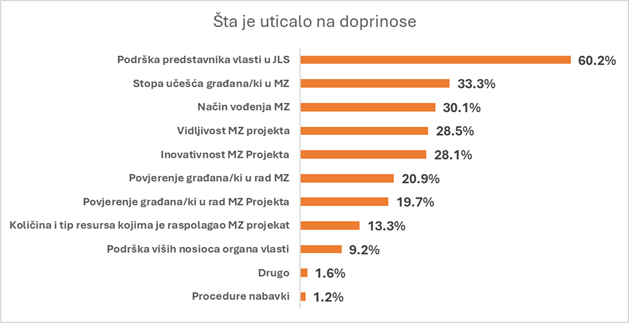 Šta je uticalo na doprinose
Podrška predstavnika vlasti u JLS 60.2%
Stopa učešća građana/ki u MZ 33.3%
Način vođenja MZ 30.1%
Vidljivost MZ projekta 28.5%
Inovativnost MZ Projekta 28.1%
Povjerenje građana/ki u rad MZ 20.9%
Povjerenje građana/ki u rad MZ Projekta 19.7%
Količina i tip resursa kojima je raspolagao MZ projekat 13.3%
Podrška viših nosioca organa vlasti 9.2%
Drugo 1.6%
Procedure nabavki 1.2%